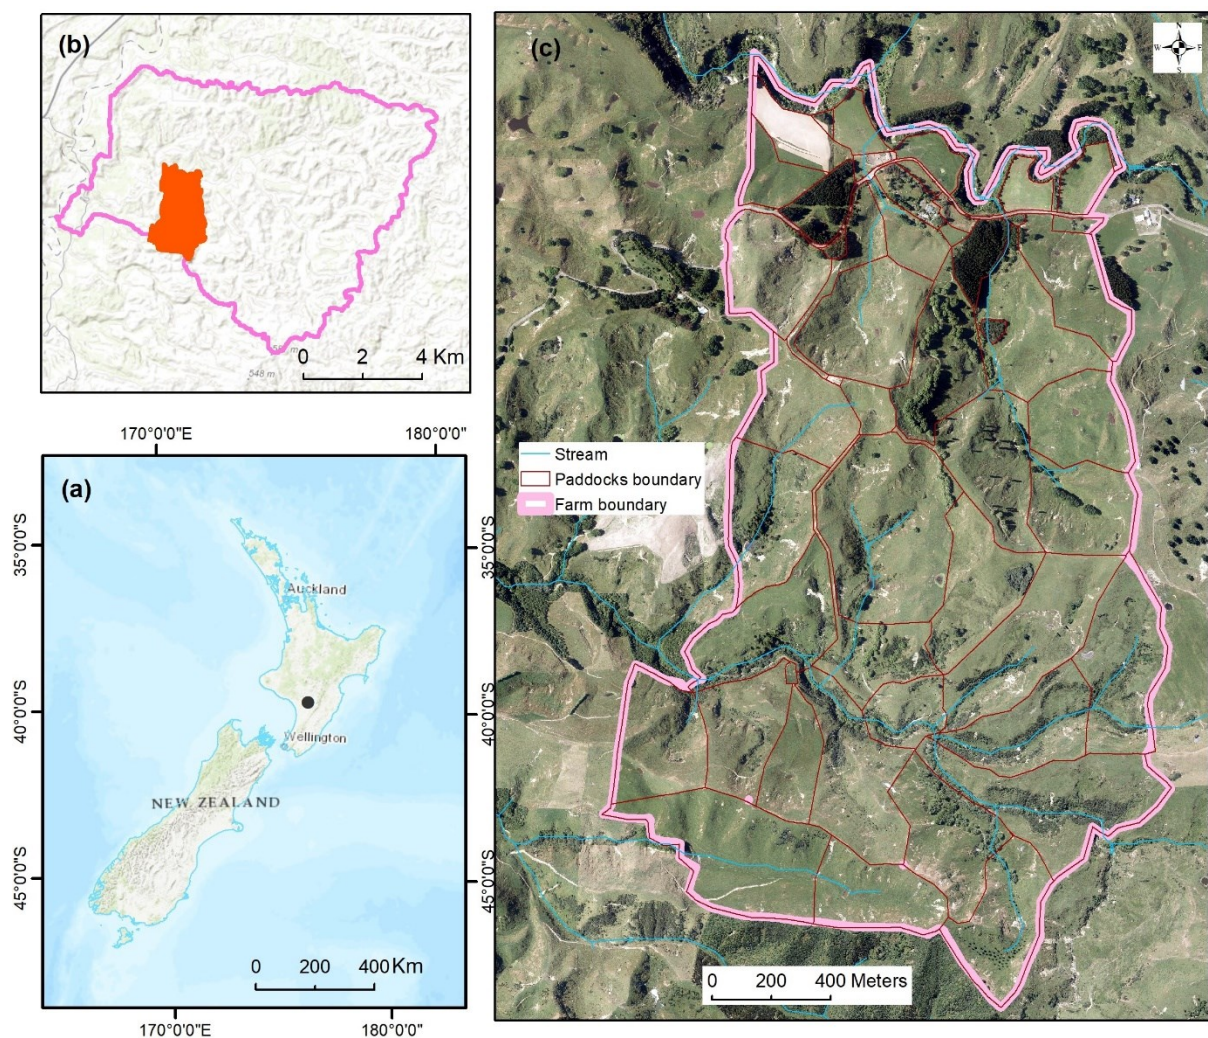 (b)
548 m
0 2 4 Km
170°0'0"E 180°0'0"
(a)
35°0'0"S
40°0'0"S
45°0'0"S
Auckland
Wellington
NEW ZEALAND
0 200 400 Km
170°0'0"E 180°0'0"
(c)
N
W E
S
Stream
Paddocks boundary
Farm boundary
35°0'0"S
40°0'0"S
45°0'0"S
0 200 400 Meters